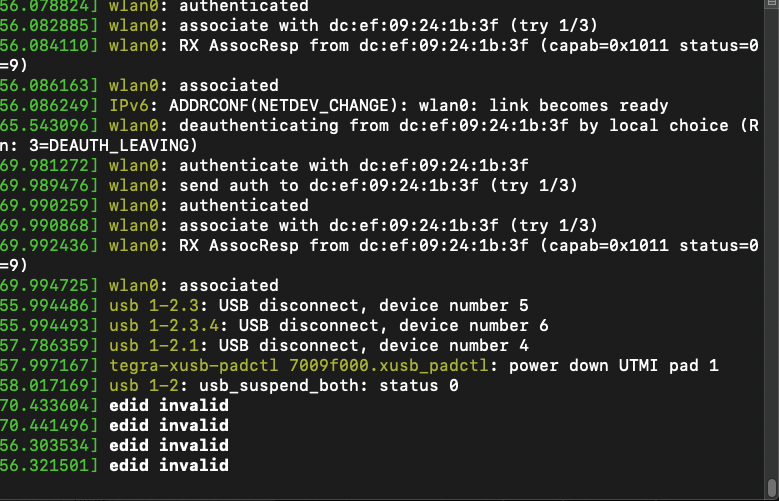 56.078824] wlan0: authenticated
56.082885] wlan0: associate with dc:ef:09:24:1b:3f (try 1/3)
56.084110] wlan0: RX AssocResp from dc:ef:09:24:1b:3f (capab=0x1011 status=0
=9)
56.086163] wlan0: associated
56.086249] IPv6: ADDRCONF(NETDEV_CHANGE): wlan0: link becomes ready
65.543096] wlan0: deauthenticating from dc:ef:09:24:1b:3f by local choice (R
n: 3=DEAUTH_LEAVING)
69.981272] wlan0: authenticate with dc:ef:09:24:1b:3f
69.989476] wlan0: send auth to dc:ef:09:24:1b:3f (try 1/3)
69.990259] wlan0: authenticated
69.990868] wlan0: associate with dc:ef:09:24:1b:3f (try 1/3)
69.992436] wlan0: RX AssocResp from dc:ef:09:24:1b:3f (capab=0x1011 status=0
=9)
69.994725] wlan0: associated
55.994486] usb 1-2.3: USB disconnect, device number 5
55.994493] usb 1-2.3.4: USB disconnect, device number 6
57.786359] usb 1-2.1: USB disconnect, device number 4
57.997167] tegra-xusb-padctl 7009f000.xusb_padctl: power down UTMI pad 1
58.017169] usb 1-2: usb_suspend_both: status 0
70.433604] edid invalid
70.441496] edid invalid
56.303534] edid invalid
56.321501] edid invalid